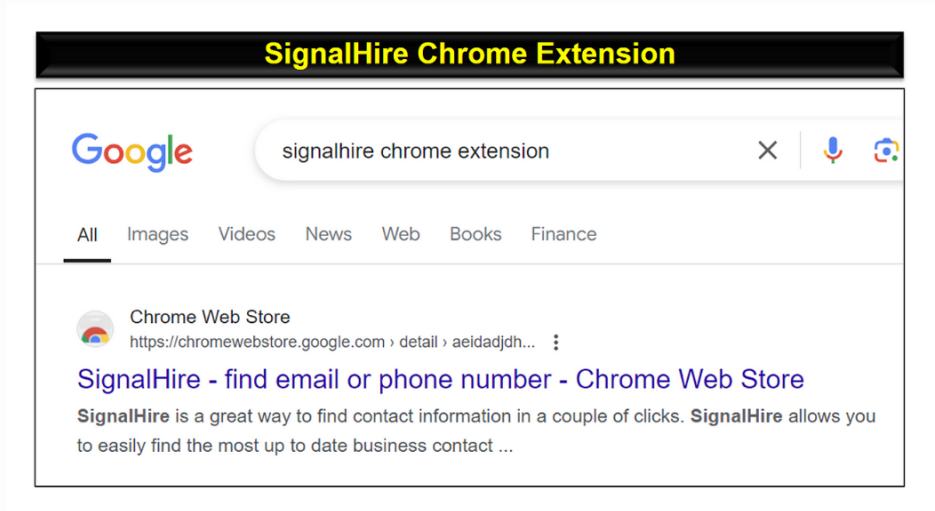 SignalHire Chrome Extension
Google
signalhire chrome extension
All Images Videos News Web Books Finance
Chrome Web Store
https://chromewebstore.google.com › detail › aeidadjdh...
SignalHire - find email or phone number - Chrome Web Store
SignalHire is a great way to find contact information in a couple of clicks. SignalHire allows you
to easily find the most up to date business contact ...